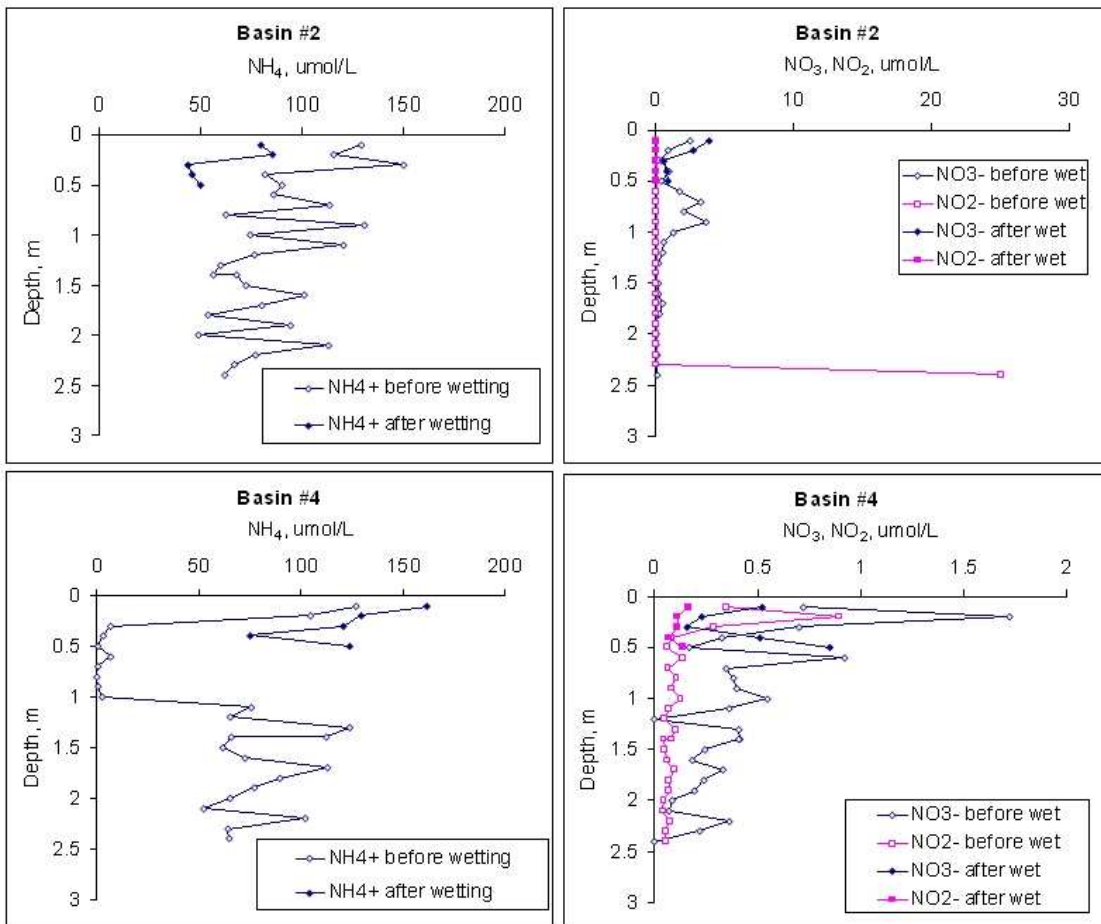 Basin #2
NH4, umol/L
0 50 100 150 200
0
0.5
1
1.5
2
2.5
3
Depth, m
NH4+ before wetting
NH4+ after wetting
Basin #2
NO3, NO2, umol/L
0 10 20 30
0
0.5
1
1.5
2
2.5
3
Depth, m
NO3- before wet
NO2- before wet
NO3- after wet
NO2- after wet
Basin #4
NH4, umol/L
0 50 100 150 200
0
0.5
1
1.5
2
2.5
3
Depth, m
NH4+ before wetting
NH4+ after wetting
Basin #4
NO3, NO2, umol/L
0 0.5 1 1.5 2
0
0.5
1
1.5
2
2.5
3
Depth, m
NO3- before wet
NO2- before wet
NO3- after wet
NO2- after wet